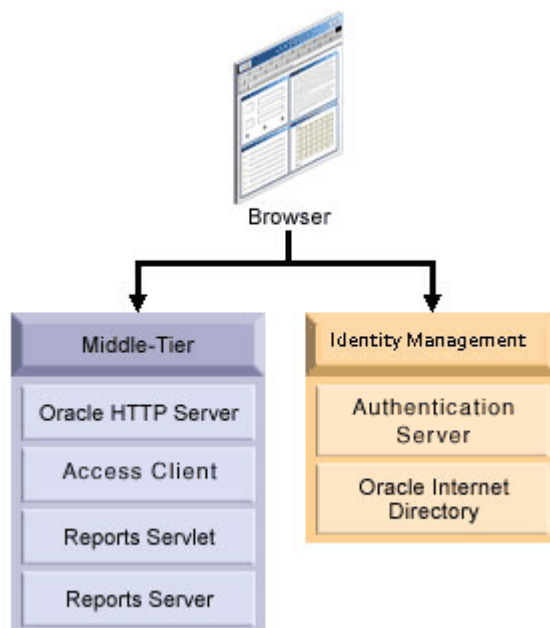 Browser
Middle-Tier
Oracle HTTP Server
Access Client
Reports Servlet
Reports Server
Identity Management
Authentication
Server
Oracle Internet
Directory